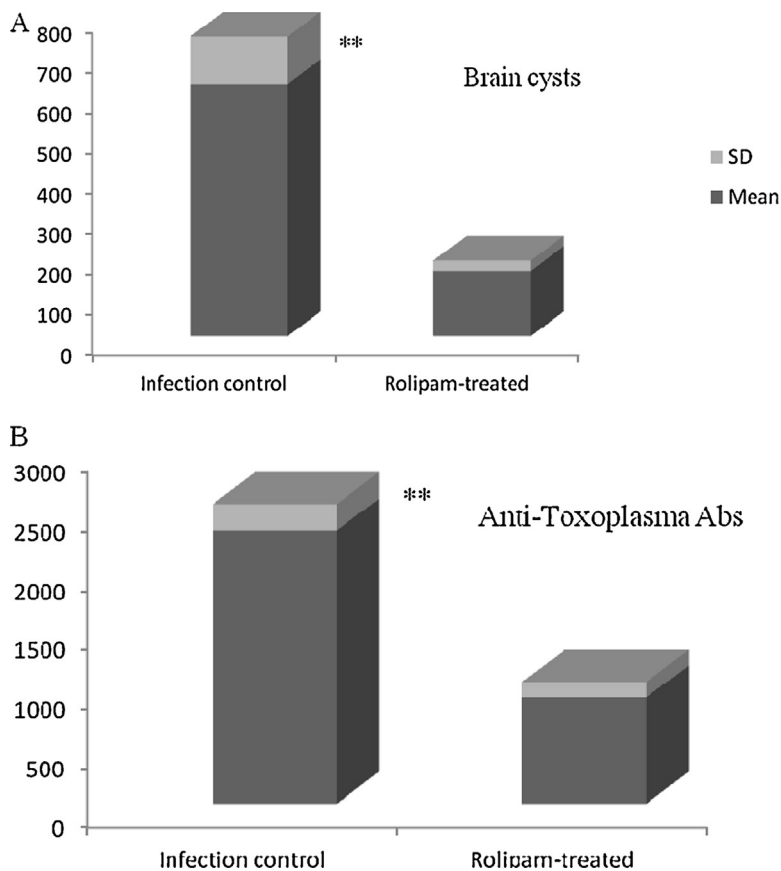 A
800
700
600
500
400
300
200
100
0
**
Brain cysts
SD
Mean
Infection control
Rolipam-treated
B
3000
2500
2000
1500
1000
500
0
**
Anti-Toxoplasma Abs
Infection control
Rolipam-treated